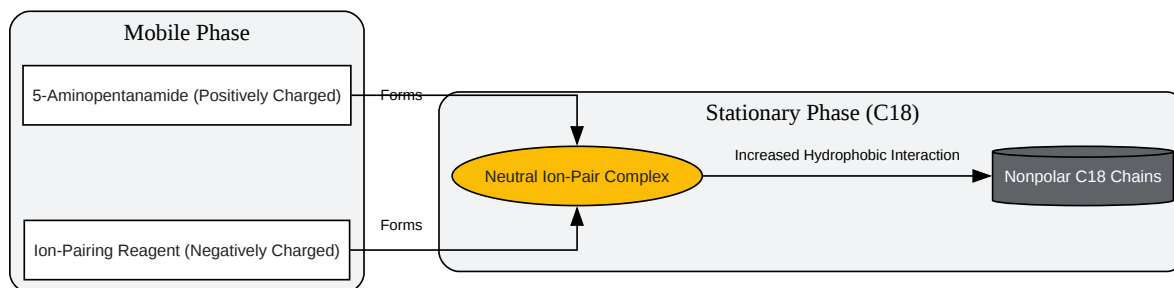 Mobile Phase
5-Aminopentanamide (Positively Charged)
Forms
Stationary Phase (C18)
Increased Hydrophobic Interaction
Neutral Ion-Pair Complex
Nonpolar C18 Chains
Forms
Ion-Pairing Reagent (Negatively Charged)